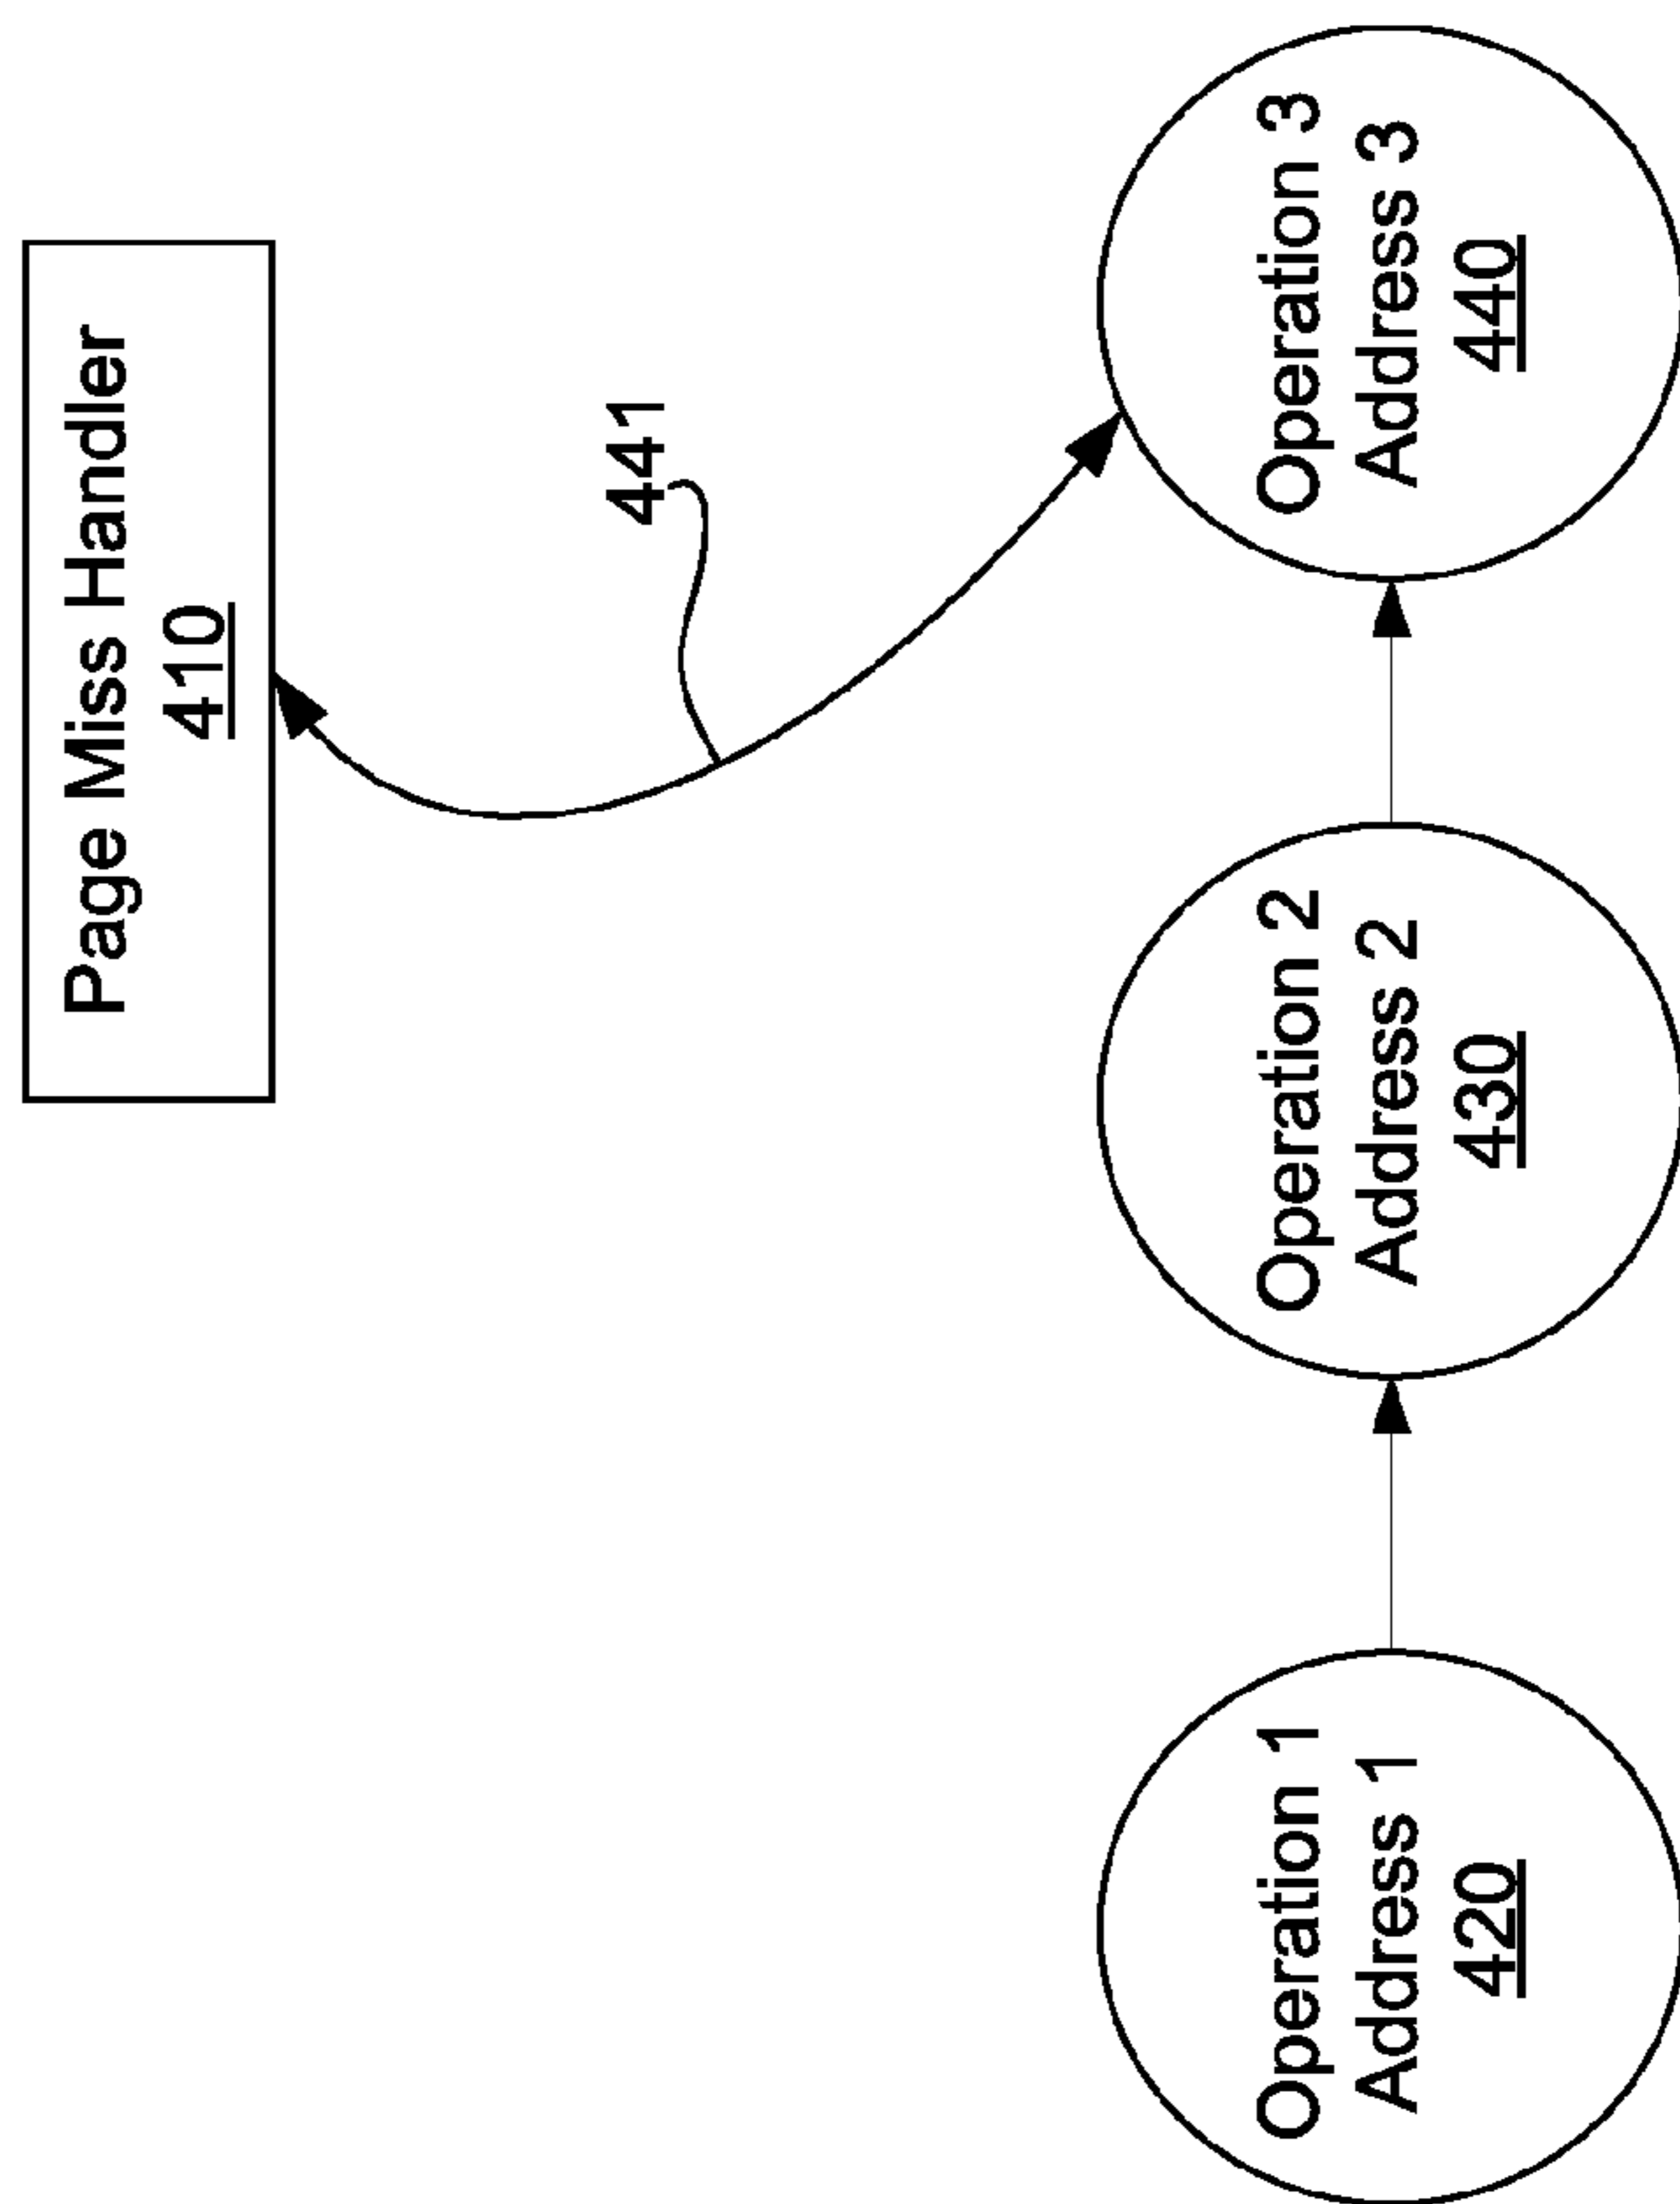 Page Miss Handler
410
441
Operation 1
Address 1
420
Operation 2
Address 2
430
Operation 3
Address 3
440